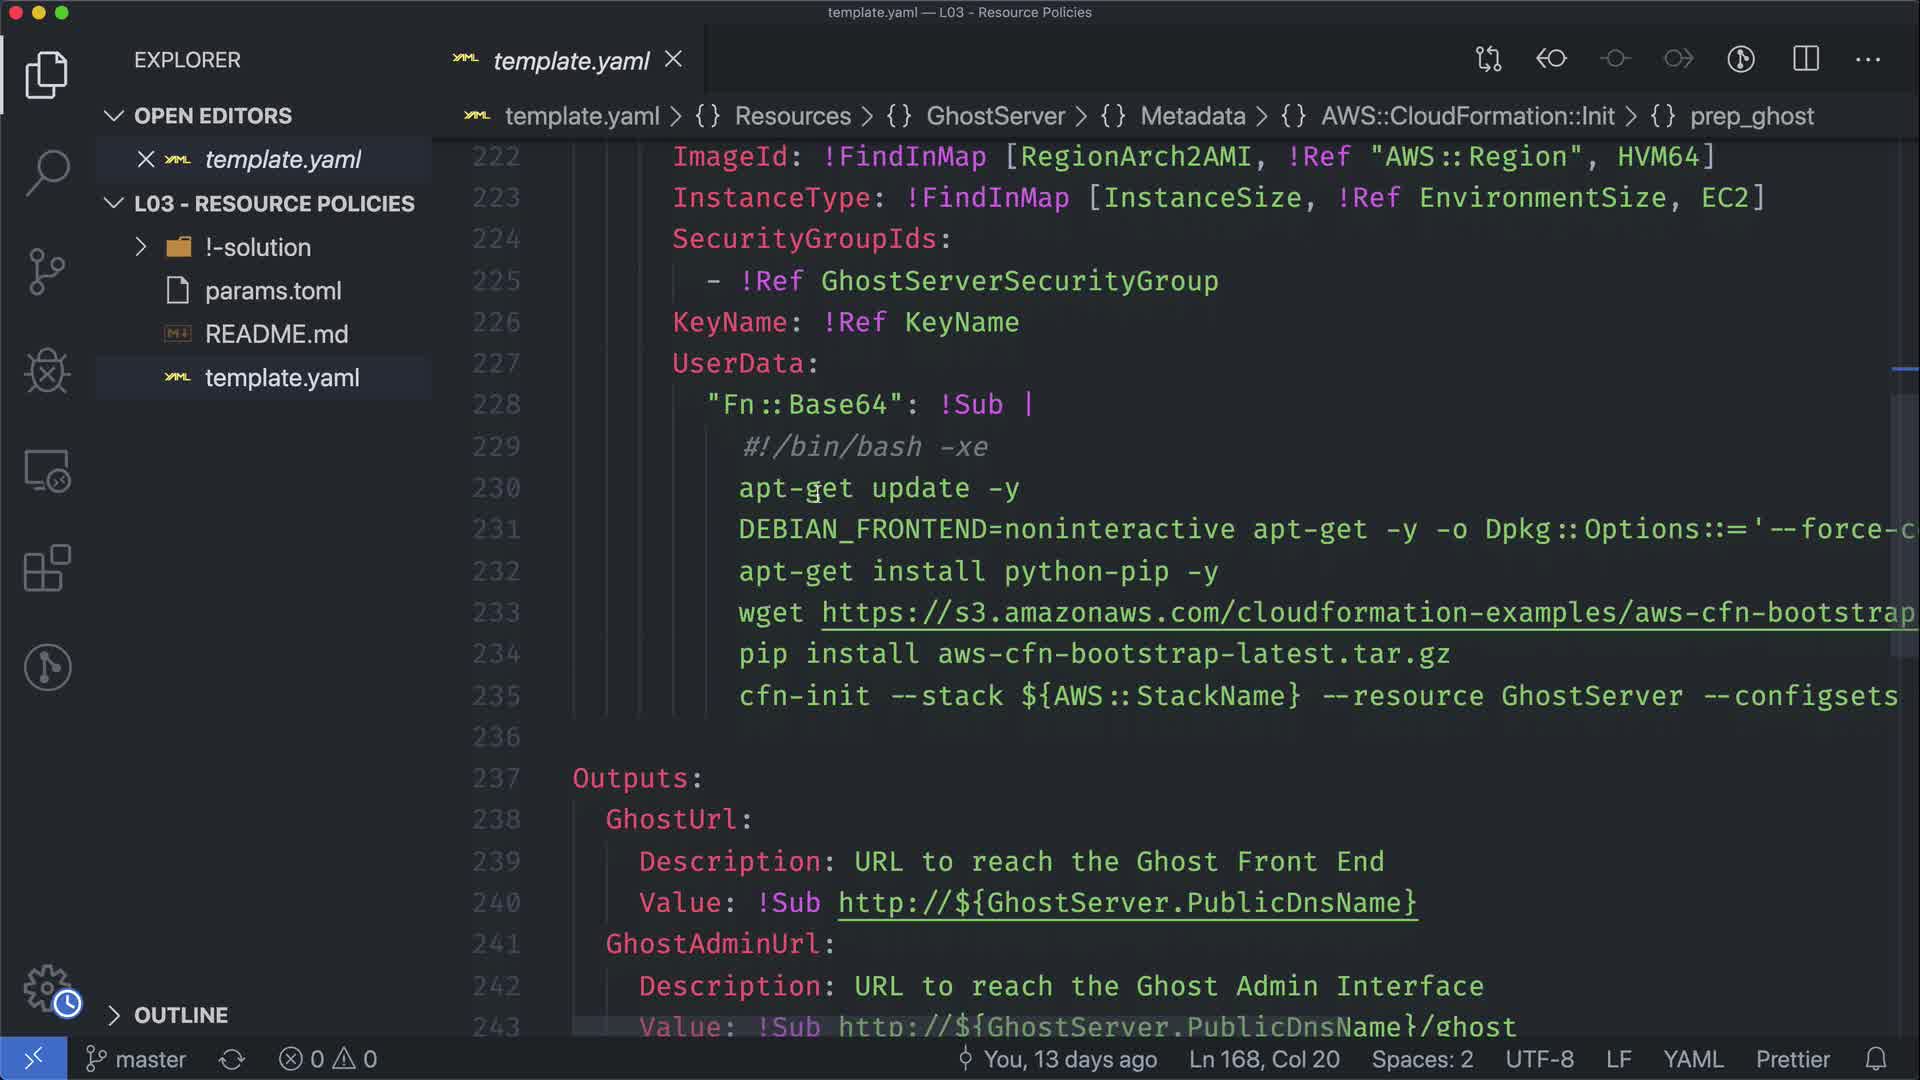 template.yaml — L03 - Resource Policies
EXPLORER
template.yaml
OPEN EDITORS
template.yaml
L03 - RESOURCE POLICIES
!-solution
params.toml
README.md
template.yaml
OUTLINE
template.yaml > {} Resources > {} GhostServer > {} Metadata > {} AWS::CloudFormation::Init > {} prep_ghost
222 ImageId: !FindInMap [RegionArch2AMI, !Ref "AWS::Region", HVM64]
223 InstanceType: !FindInMap [InstanceSize, !Ref EnvironmentSize, EC2]
224 SecurityGroupIds:
225 - !Ref GhostServerSecurityGroup
226 KeyName: !Ref KeyName
227 UserData:
228 "Fn::Base64": !Sub |
229 #!/bin/bash -xe
230 apt-get update -y
231 DEBIAN_FRONTEND=noninteractive apt-get -y -o Dpkg::Options::='--force-c
232 apt-get install python-pip -y
233 wget https://s3.amazonaws.com/cloudformation-examples/aws-cfn-bootstrap
234 pip install aws-cfn-bootstrap-latest.tar.gz
235 cfn-init --stack ${AWS::StackName} --resource GhostServer --configsets
236
237 Outputs:
238 GhostUrl:
239 Description: URL to reach the Ghost Front End
240 Value: !Sub http://${GhostServer.PublicDnsName}
241 GhostAdminUrl:
242 Description: URL to reach the Ghost Admin Interface
243 Value: !Sub http://${GhostServer.PublicDnsName}/ghost
master 0 0 You, 13 days ago Ln 168, Col 20 Spaces: 2 UTF-8 LF YAML Prettier